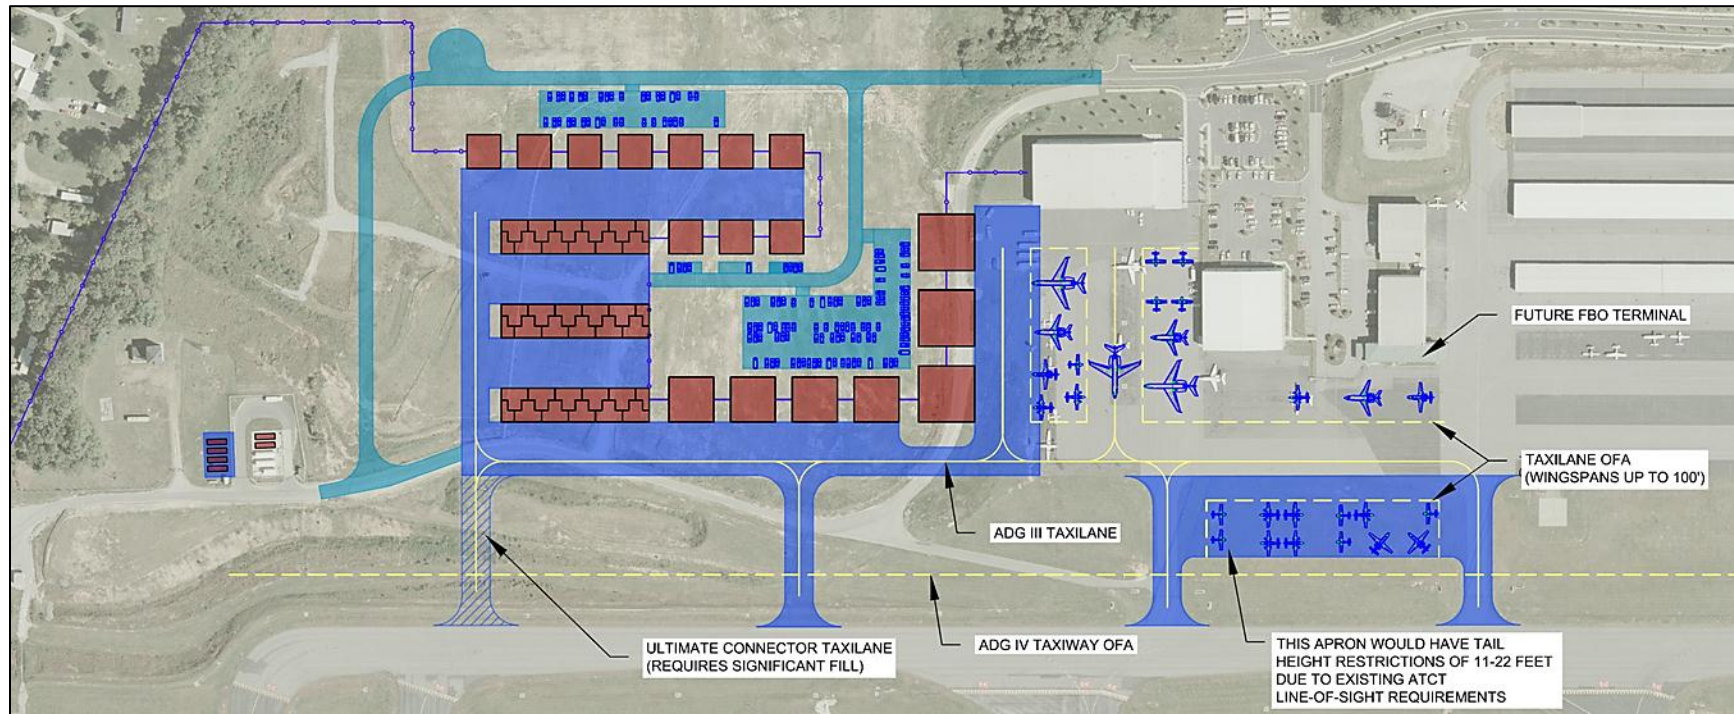 FUTURE FBO TERMINAL
TAXILANE OFA
(WINGSPANS UP TO 100')
ADG III TAXILANE
ULTIMATE CONNECTOR TAXILANE
(REQUIRES SIGNIFICANT FILL)
ADG IV TAXIWAY OFA
THIS APRON WOULD HAVE TAIL
HEIGHT RESTRICTIONS OF 11-22 FEET
DUE TO EXISTING ATCT
LINE-OF-SIGHT REQUIREMENTS